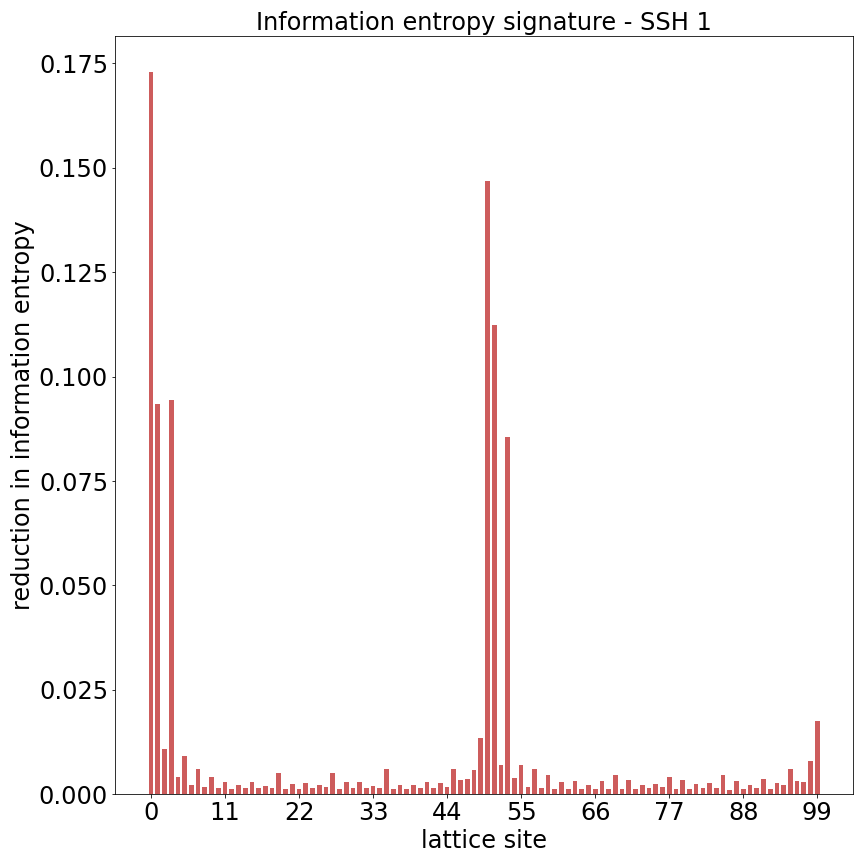 Information entropy signature - SSH 1
reduction in information entropy
0.175
0.150
0.125
0.100
0.075
0.050
0.025
0.000
0 11 22 33 44 55 66 77 88 99
lattice site